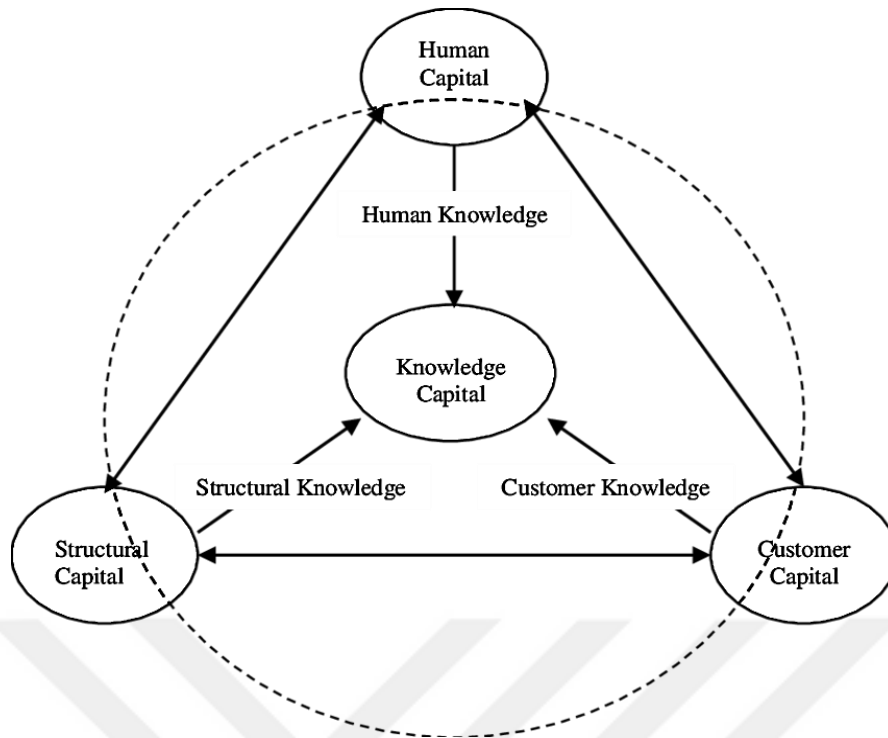 Human
Capital
Human Knowledge
Knowledge
Capital
Structural Knowledge
Customer Knowledge
Structural
Capital
Customer
Capital